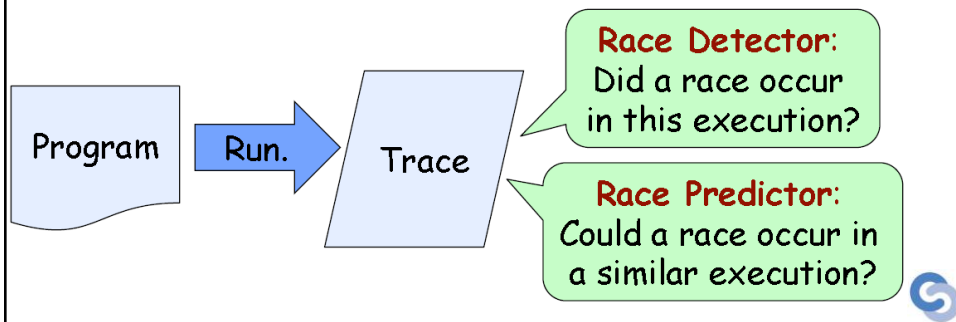 Program
Run.
Trace
Race Detector:
Did a race occur
in this execution?
Race Predictor:
Could a race occur in
a similar execution?